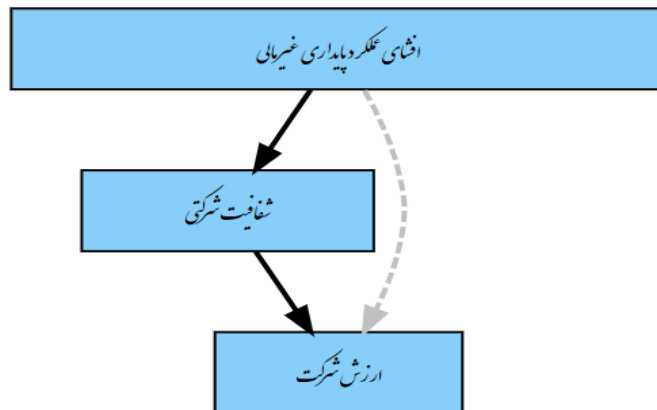 افشای عملکرد پایداری غیرمالی
شفافیت شرکتی
ارزش شرکت